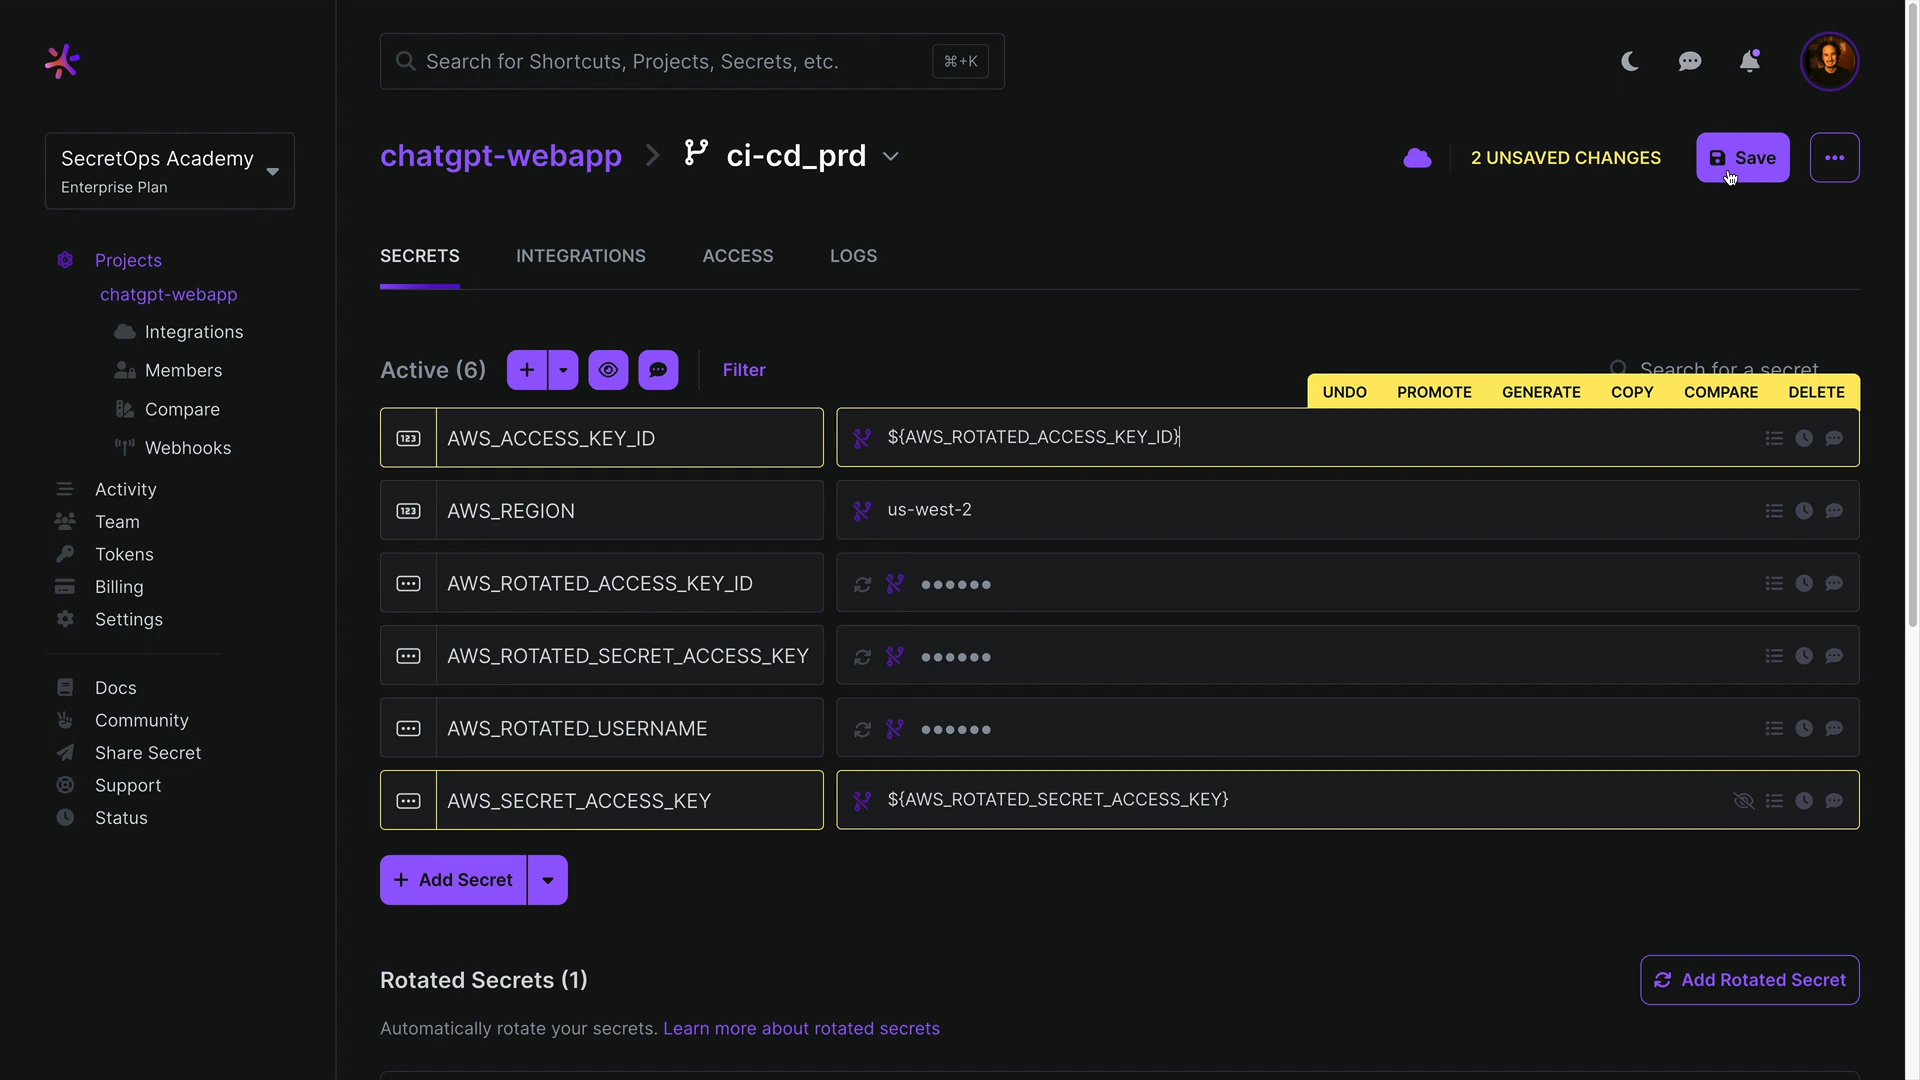 Search for Shortcuts, Projects, Secrets, etc.
⌘+K
SecretOps Academy
Enterprise Plan
chatgpt-webapp
ci-cd_prd
2 UNSAVED CHANGES
Save
SECRETS
INTEGRATIONS
ACCESS
LOGS
Projects
chatgpt-webapp
Integrations
Members
Compare
Webhooks
Activity
Team
Tokens
Billing
Settings
Docs
Community
Share Secret
Support
Status
Active (6)
Filter
Search for a secret
UNDO
PROMOTE
GENERATE
COPY
COMPARE
DELETE
123
AWS_ACCESS_KEY_ID
${AWS_ROTATED_ACCESS_KEY_ID}
123
AWS_REGION
us-west-2
AWS_ROTATED_ACCESS_KEY_ID
AWS_ROTATED_SECRET_ACCESS_KEY
AWS_ROTATED_USERNAME
AWS_SECRET_ACCESS_KEY
${AWS_ROTATED_SECRET_ACCESS_KEY}
+ Add Secret
Rotated Secrets (1)
Add Rotated Secret
Automatically rotate your secrets. Learn more about rotated secrets